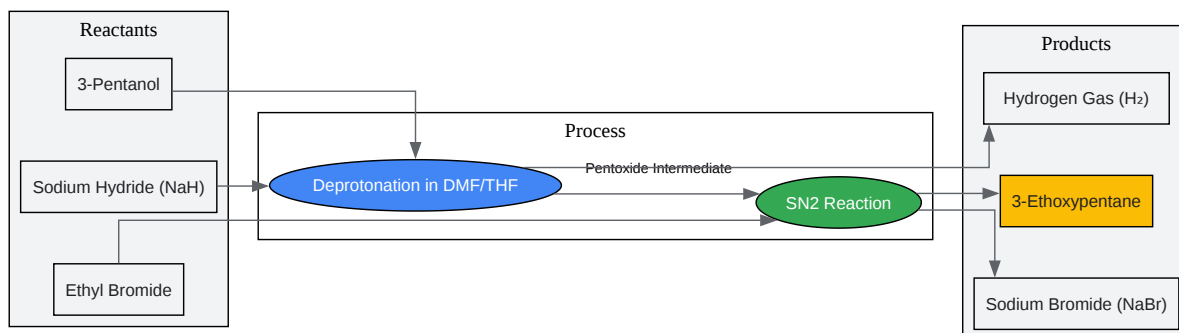 Reactants
3-Pentanol
Sodium Hydride (NaH)
Ethyl Bromide
Process
Deprotonation in DMF/THF
Pentoxide Intermediate
SN2 Reaction
Products
Hydrogen Gas (H₂)
3-Ethoxypentane
Sodium Bromide (NaBr)